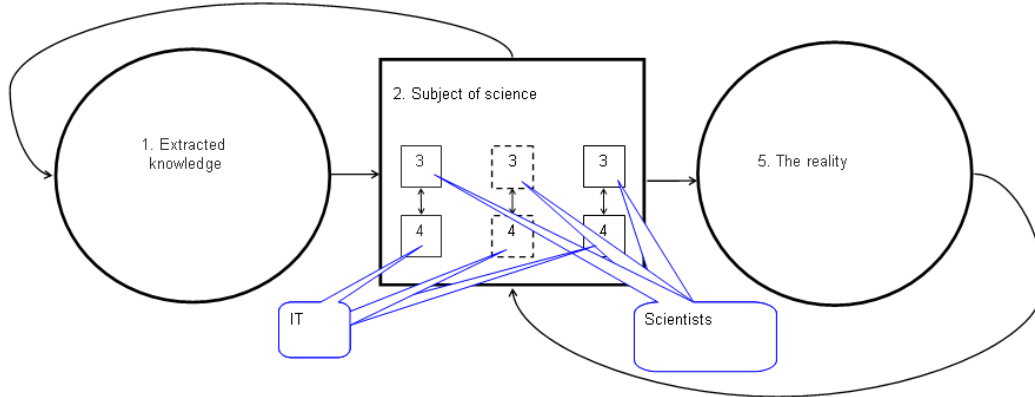 1. Extracted
knowledge
2. Subject of science
3
3
3
4
4
4
5. The reality
IT
Scientists